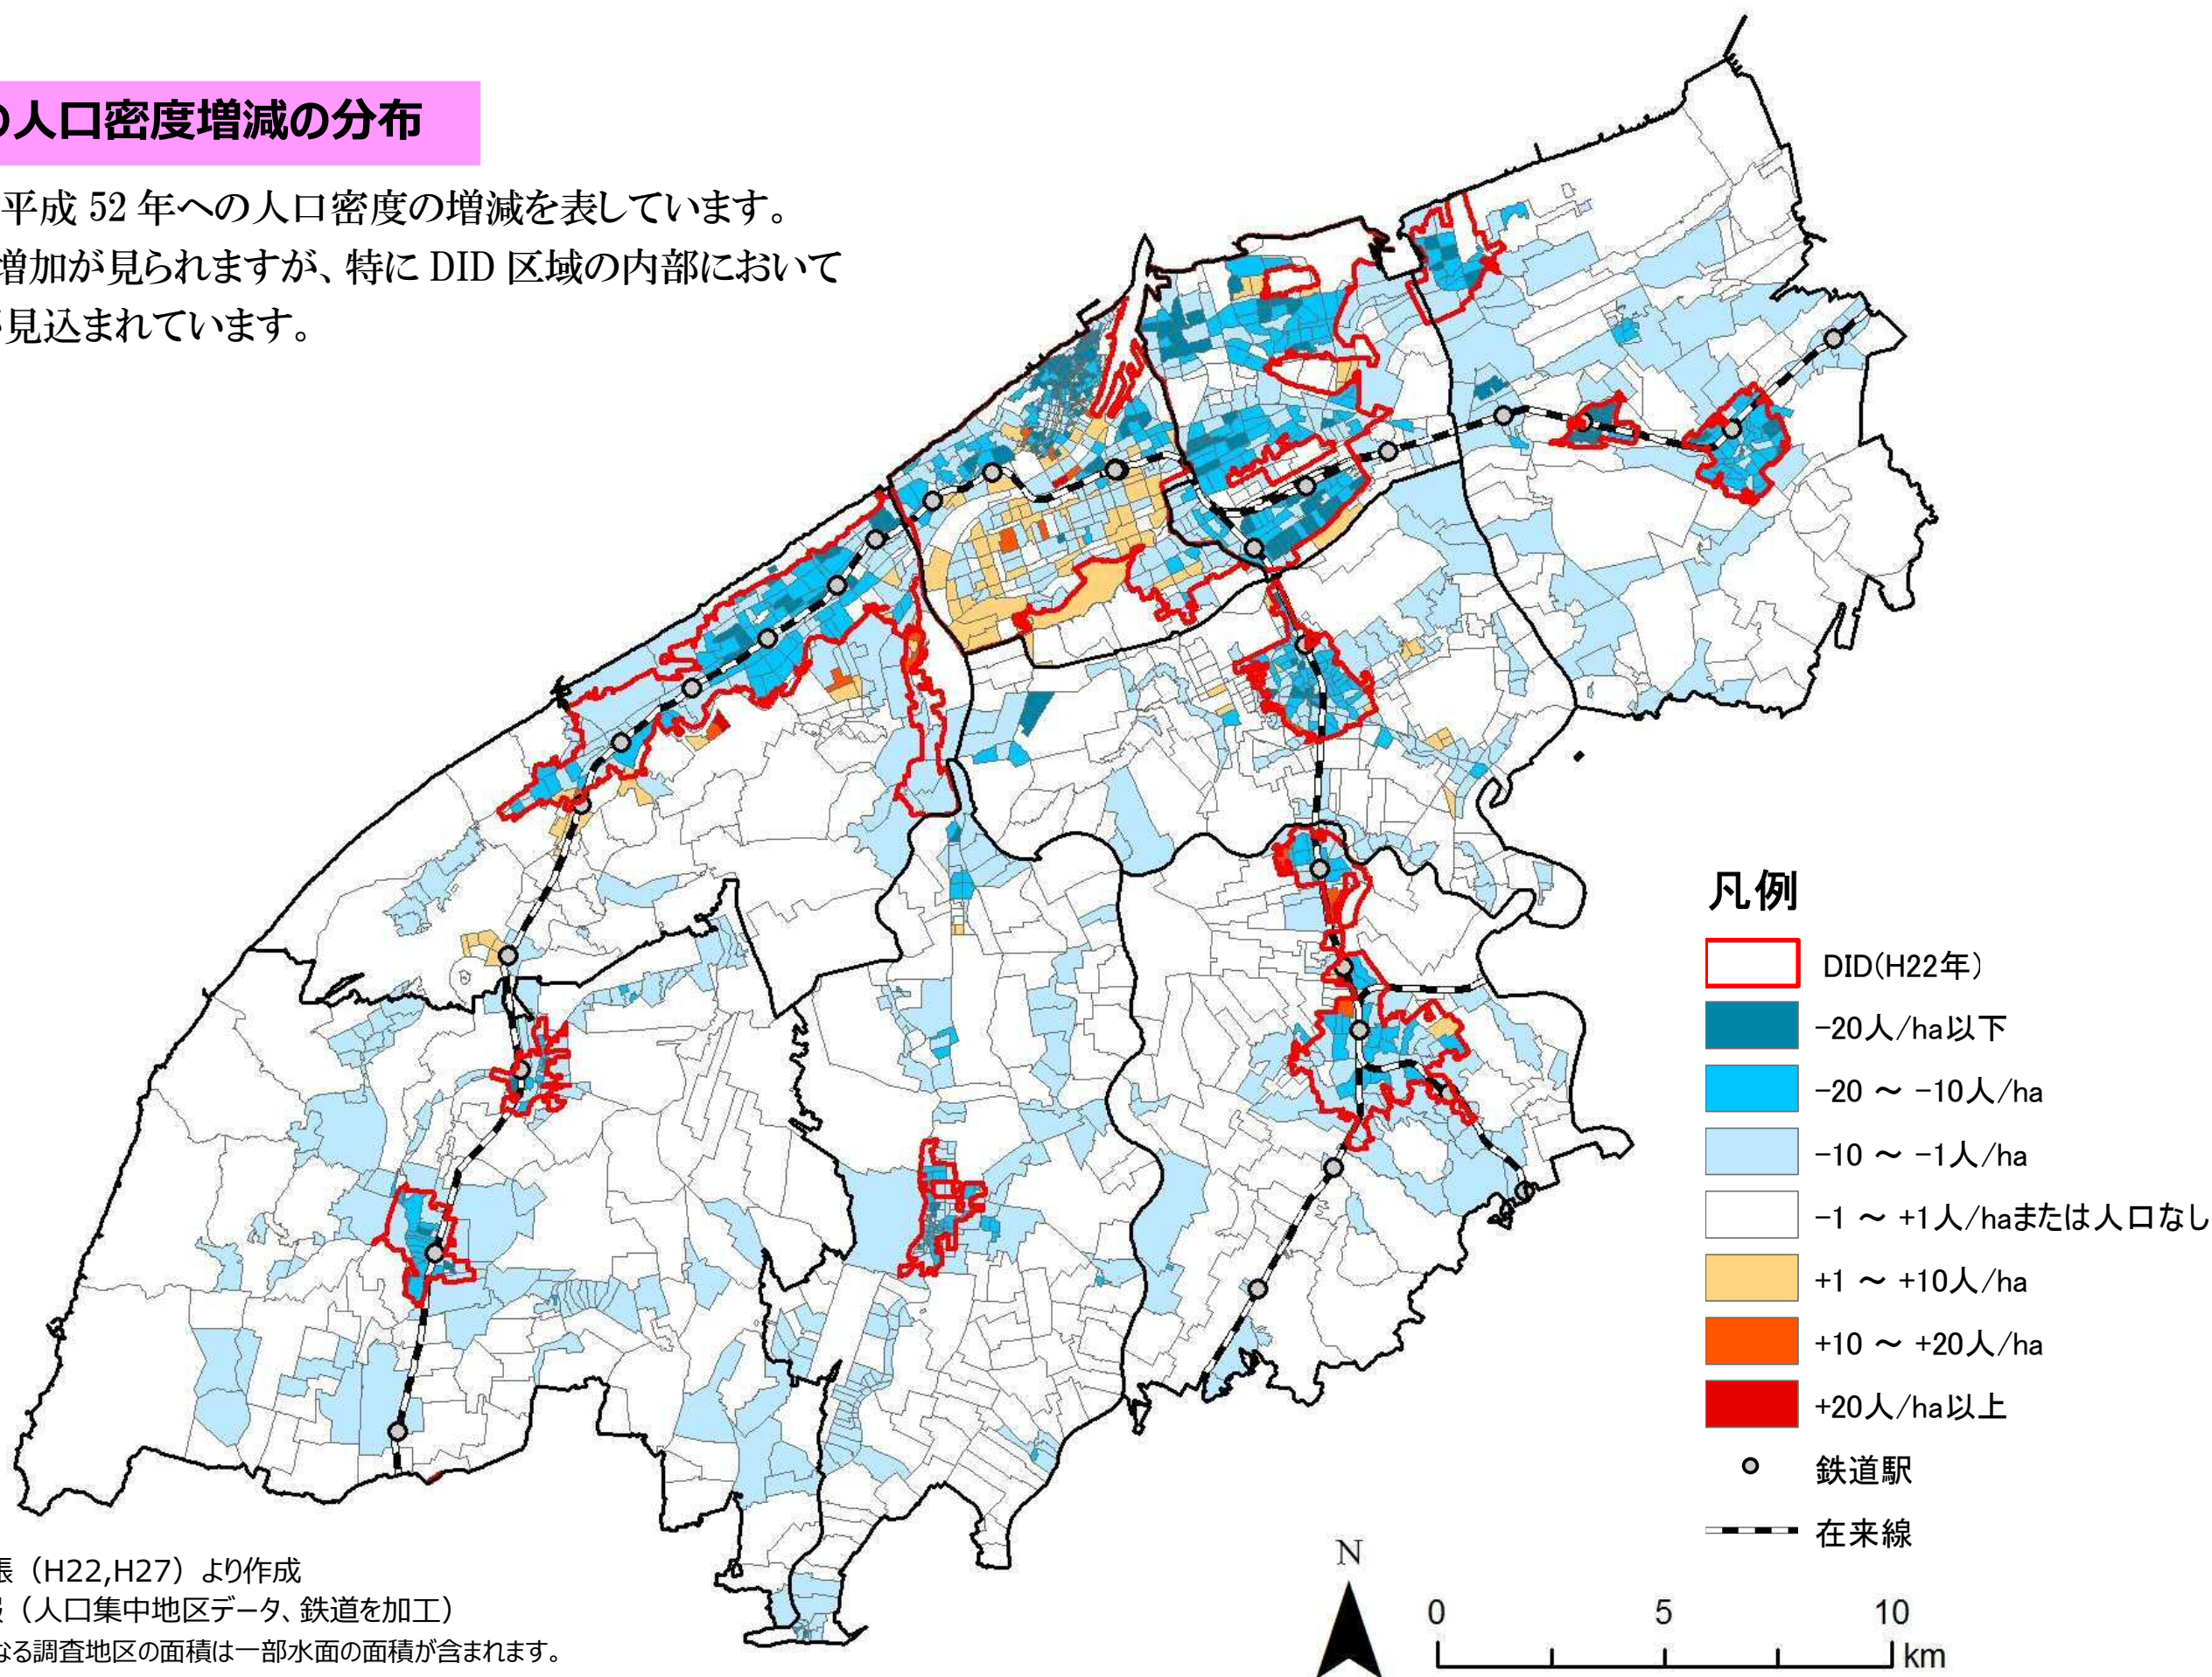 の人口密度増減の分布
平成 52 年への人口密度の増減を表しています。
増加が見られますが、特に DID 区域の内部において
見込まれています。
凡例
DID(H22年)
-20人/ha以下
-20 ～ -10人/ha
-10 ～ -1人/ha
-1 ～ +1人/haまたは人口なし
+1 ～ +10人/ha
+10 ～ +20人/ha
+20人/ha以上
鉄道駅
在来線
帳（H22,H27）より作成
報（人口集中地区データ、鉄道を加工）
なる調査地区の面積は一部水面の面積が含まれます。
N
0 5 10
km